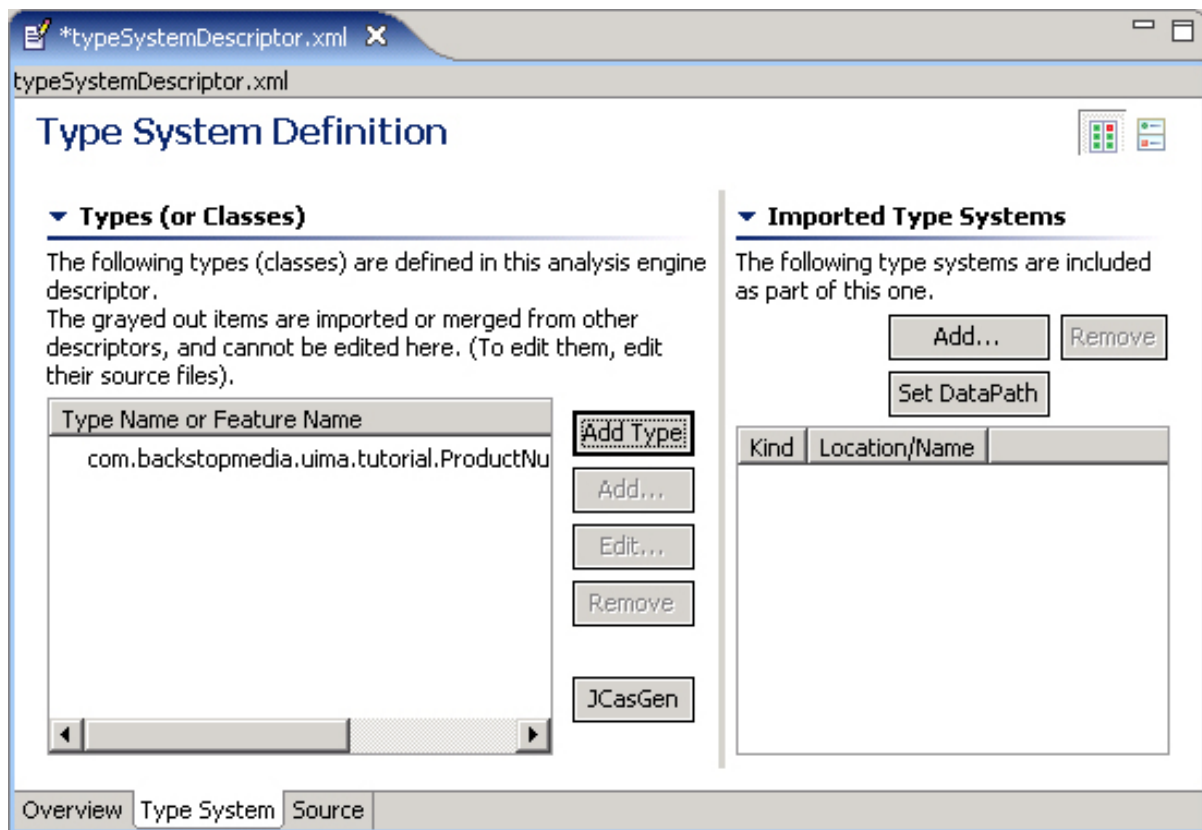 *typeSystemDescriptor.xml
typeSystemDescriptor.xml
Type System Definition
Types (or Classes)
The following types (classes) are defined in this analysis engine
descriptor.
The grayed out items are imported or merged from other
descriptors, and cannot be edited here. (To edit them, edit
their source files).
Type Name or Feature Name
com.backstopmedia.uima.tutorial.ProductNu
Add Type
Add...
Edit...
Remove
JCasGen
Imported Type Systems
The following type systems are included
as part of this one.
Add...
Remove
Set DataPath
Kind
Location/Name
Overview
Type System
Source